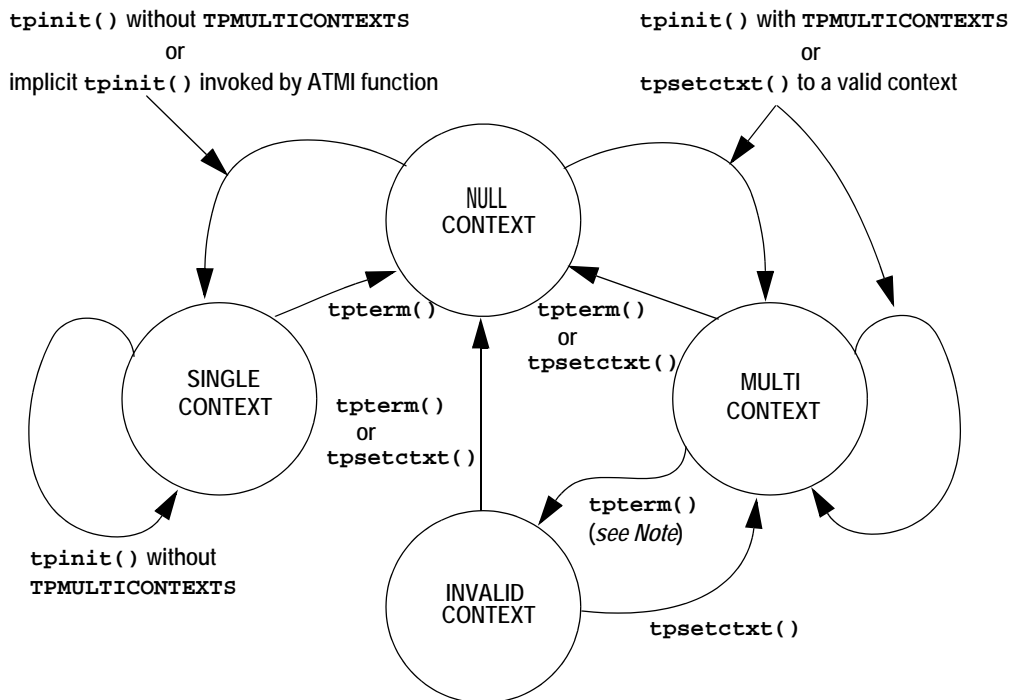 tpinit() without TPMULTICONTEXTS
or
implicit tpinit() invoked by ATMI function
tpinit() with TPMULTICONTEXTS
or
tpsetctxt() to a valid context
NULL
CONTEXT
tpterm()
tpterm()
or
tpsetctxt()
SINGLE
CONTEXT
MULTI
CONTEXT
tpterm()
or
tpsetctxt()
tpterm()
(see Note)
tpinit() without
TPMULTICONTEXTS
INVALID
CONTEXT
tpsetctxt()